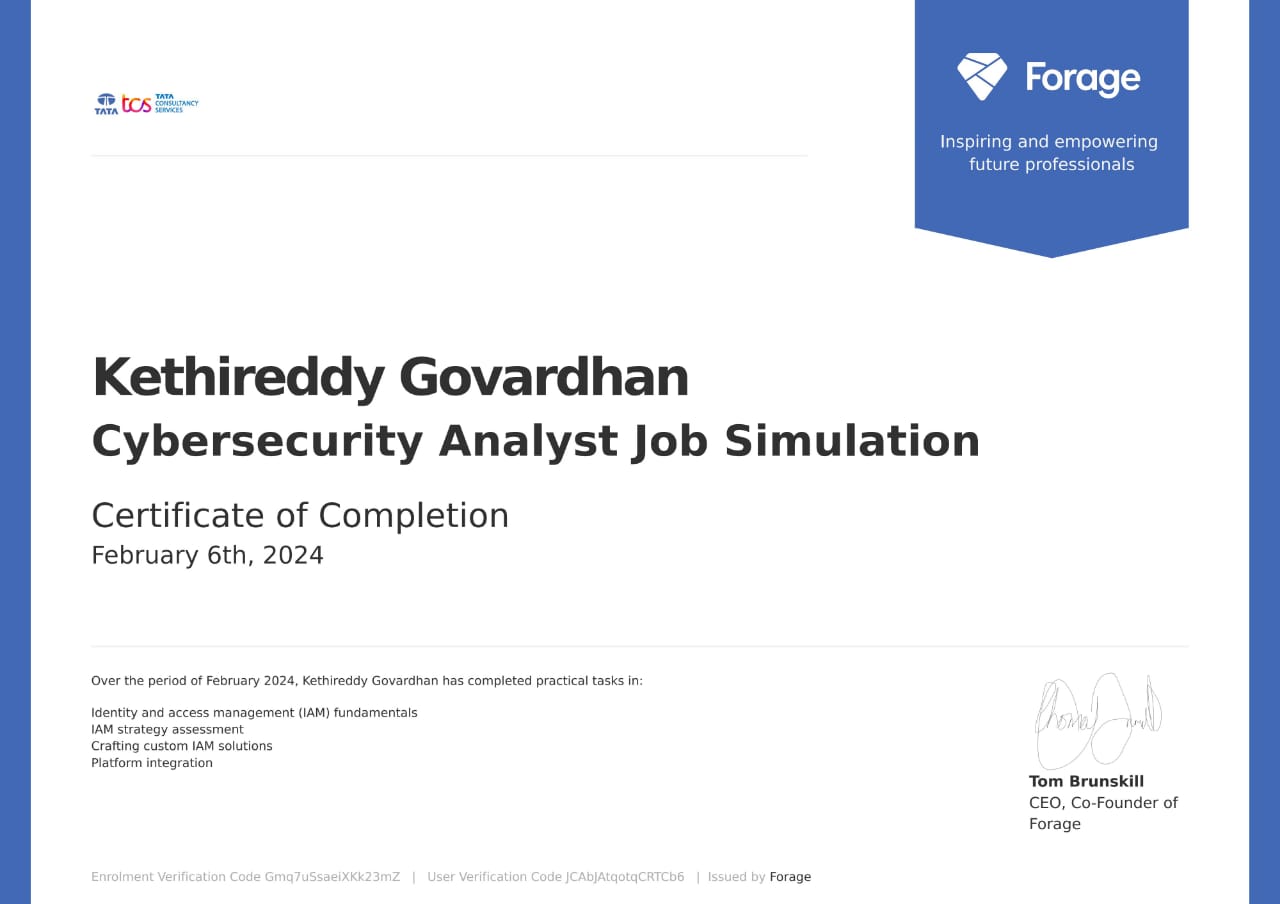 TATA
tcs
TATA
CONSULTANCY
SERVICES
Forage
Inspiring and empowering
future professionals
Kethireddy Govardhan
Cybersecurity Analyst Job Simulation
Certificate of Completion
February 6th, 2024
Over the period of February 2024, Kethireddy Govardhan has completed practical tasks in:
Identity and access management (IAM) fundamentals
IAM strategy assessment
Crafting custom IAM solutions
Platform integration
Tom Brunskill
CEO, Co-Founder of
Forage
Enrolment Verification Code Gmq7uSsaeiXKk23mZ | User Verification Code JCAbJAtqotqCRTCb6 | Issued by Forage